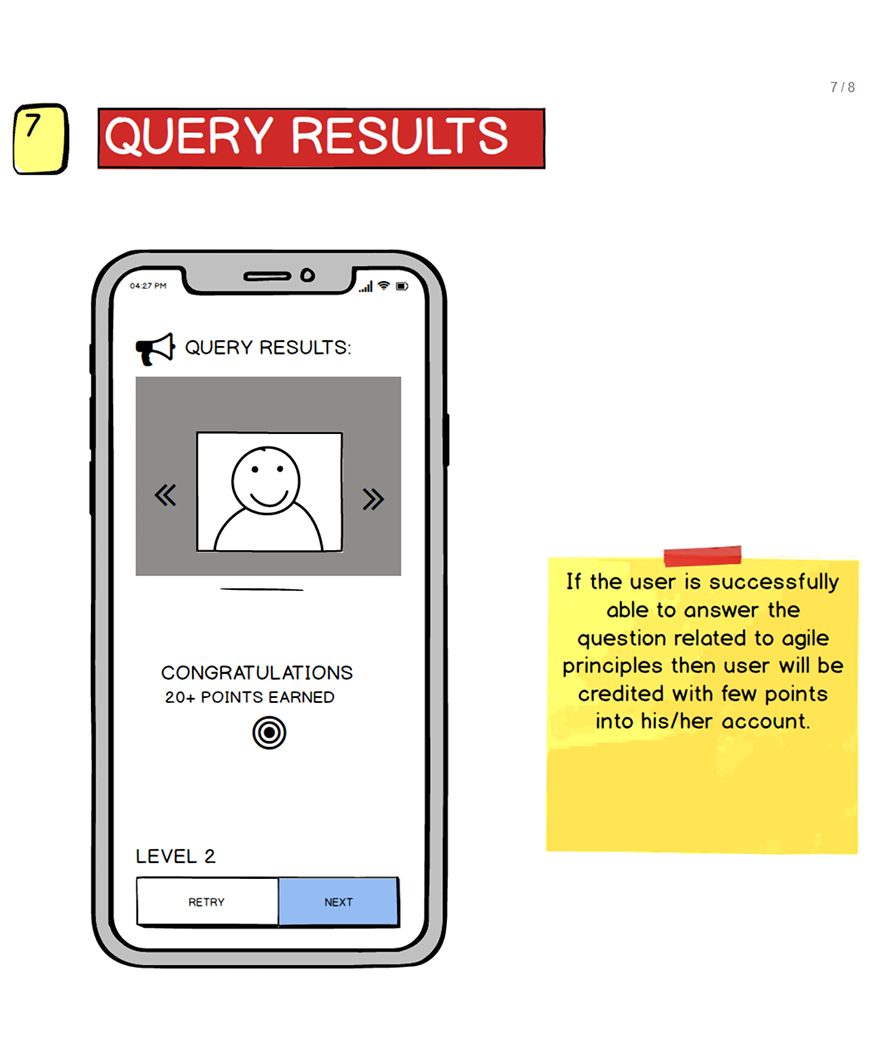 7 / 8
7
QUERY RESULTS
04:27 PM
QUERY RESULTS:
CONGRATULATIONS
20+ POINTS EARNED
LEVEL 2
RETRY
NEXT
If the user is successfully
able to answer the
question related to agile
principles then user will be
credited with few points
into his/her account.